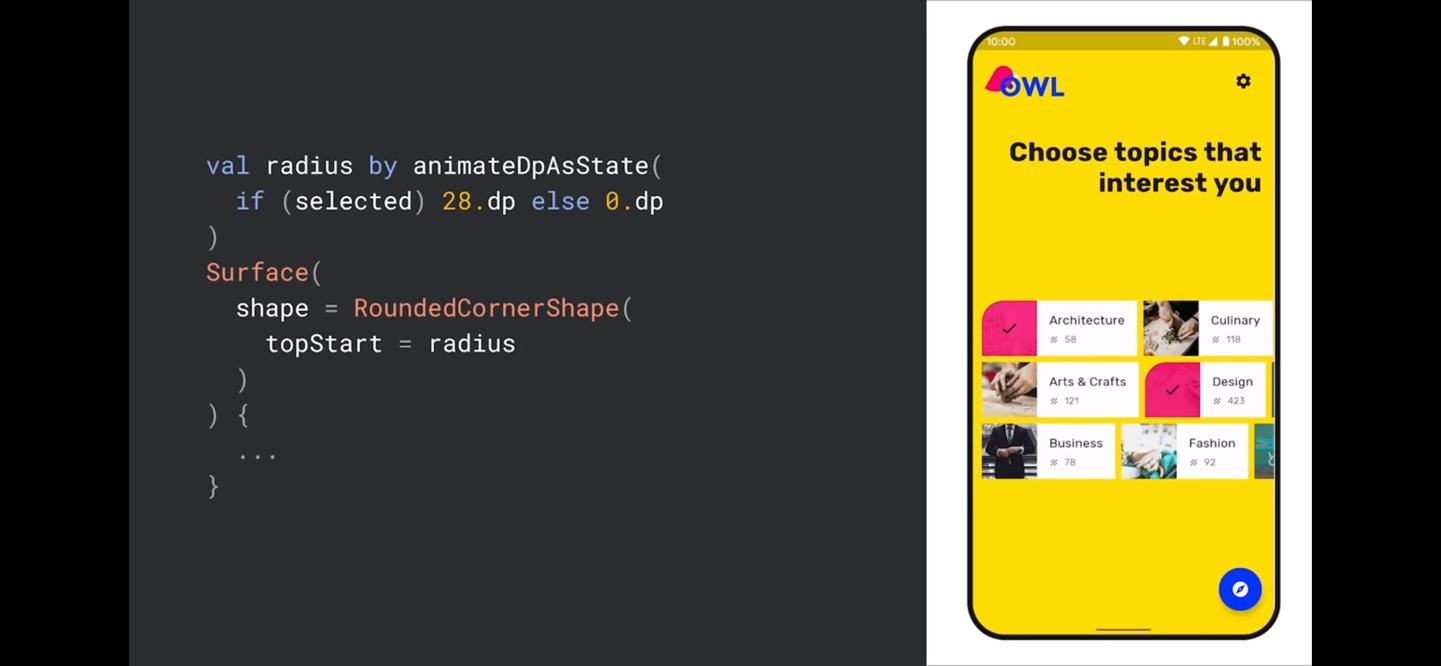 val radius by animateDpAsState(
if (selected) 28.dp else 0.dp
)
Surface(
shape = RoundedCornerShape(
topStart = radius
)
) {
...
}
10:00
LTE
100%
OWL
Choose topics that
interest you
Architecture
58
Culinary
118
Arts & Crafts
121
Design
423
Business
78
Fashion
92